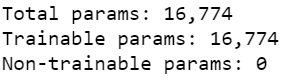 Total params: 16,774
Trainable params: 16,774
Non-trainable params: 0